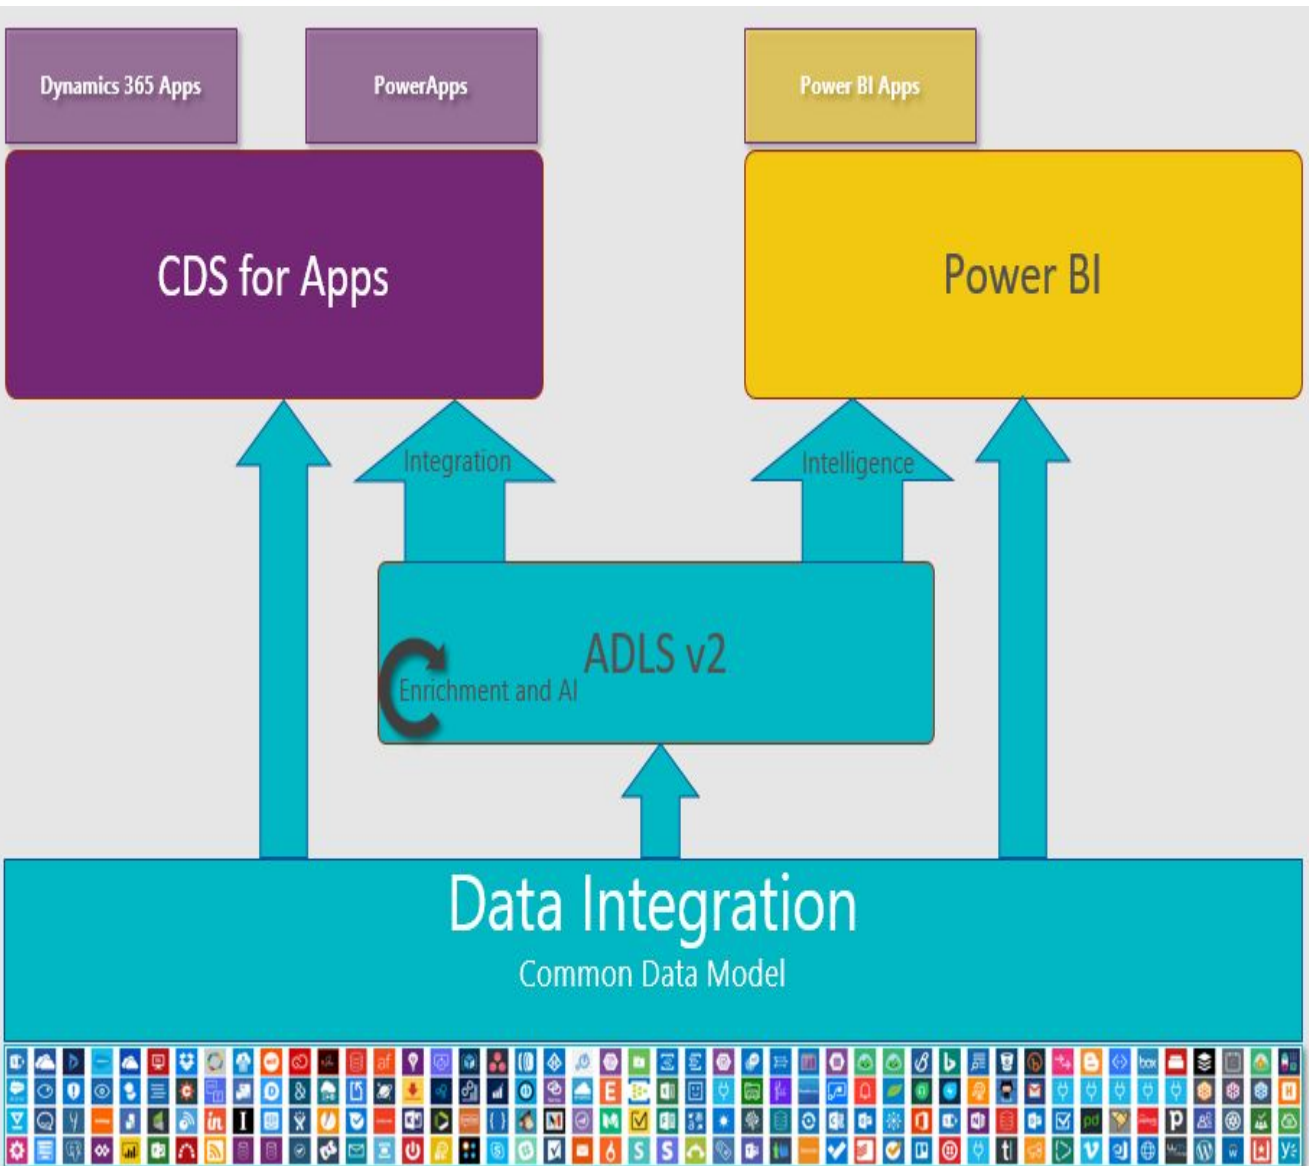 Dynamics 365 Apps
PowerApps
Power BI Apps
CDS for Apps
Power BI
Integration
Intelligence
ADLS v2
Enrichment and AI
Data Integration
Common Data Model